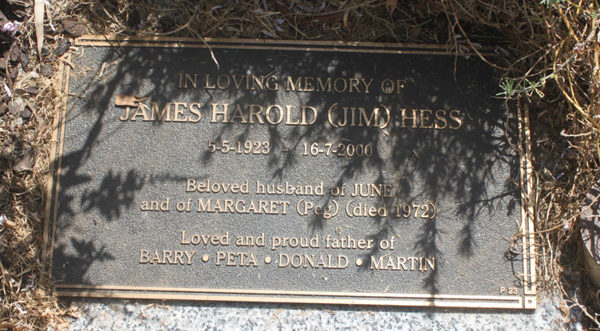 IN LOVING MEMORY OF
JAMES HAROLD (JIM) HESS
5-5-1923 - 16-7-2000
Beloved husband of JUNE
and of MARGARET (Peg) (died 1972)
Loved and proud father of
BARRY • PETA • DONALD • MARTIN
P 23